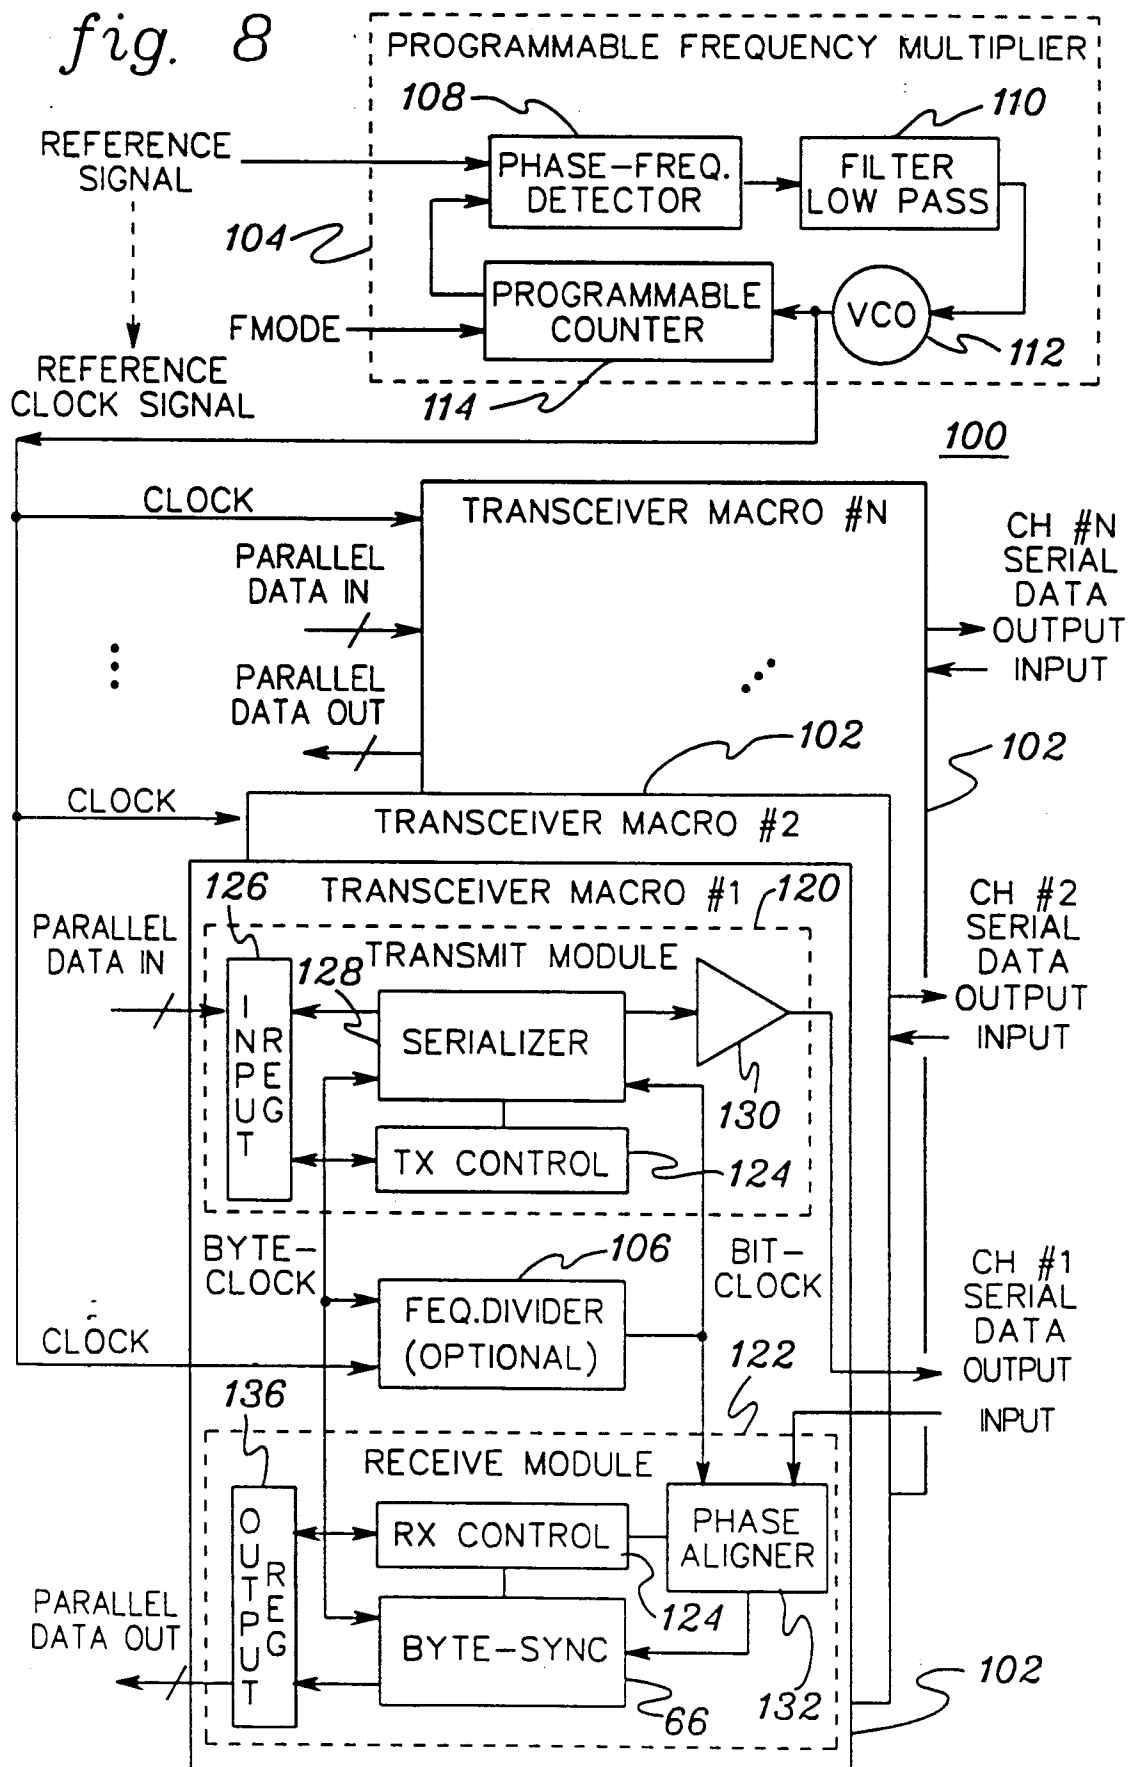 fig. 8
PROGRAMMABLE FREQUENCY MULTIPLIER
108
110
REFERENCE
SIGNAL
PHASE-FREQ.
DETECTOR
FILTER
LOW PASS
104
PROGRAMMABLE
COUNTER
VCO
FMODE
112
REFERENCE
CLOCK SIGNAL
114
100
CLOCK
TRANSCEIVER MACRO #N
CH #N
SERIAL
DATA
OUTPUT
INPUT
PARALLEL
DATA IN
PARALLEL
DATA OUT
102
102
CLOCK
TRANSCEIVER MACRO #2
126
TRANSCEIVER MACRO #1
120
CH #2
SERIAL
DATA
OUTPUT
INPUT
PARALLEL
DATA IN
TRANSMIT MODULE
128
INPUT
REG
SERIALIZER
130
TX CONTROL
124
BYTE-
CLOCK
106
BIT-
CLOCK
CH #1
SERIAL
DATA
OUTPUT
INPUT
FEQ.DIVIDER
(OPTIONAL)
CLOCK
122
136
RECEIVE MODULE
OUTPUT
REG
RX CONTROL
PHASE
ALIGNER
124
PARALLEL
DATA OUT
BYTE-SYNC
132
102
66